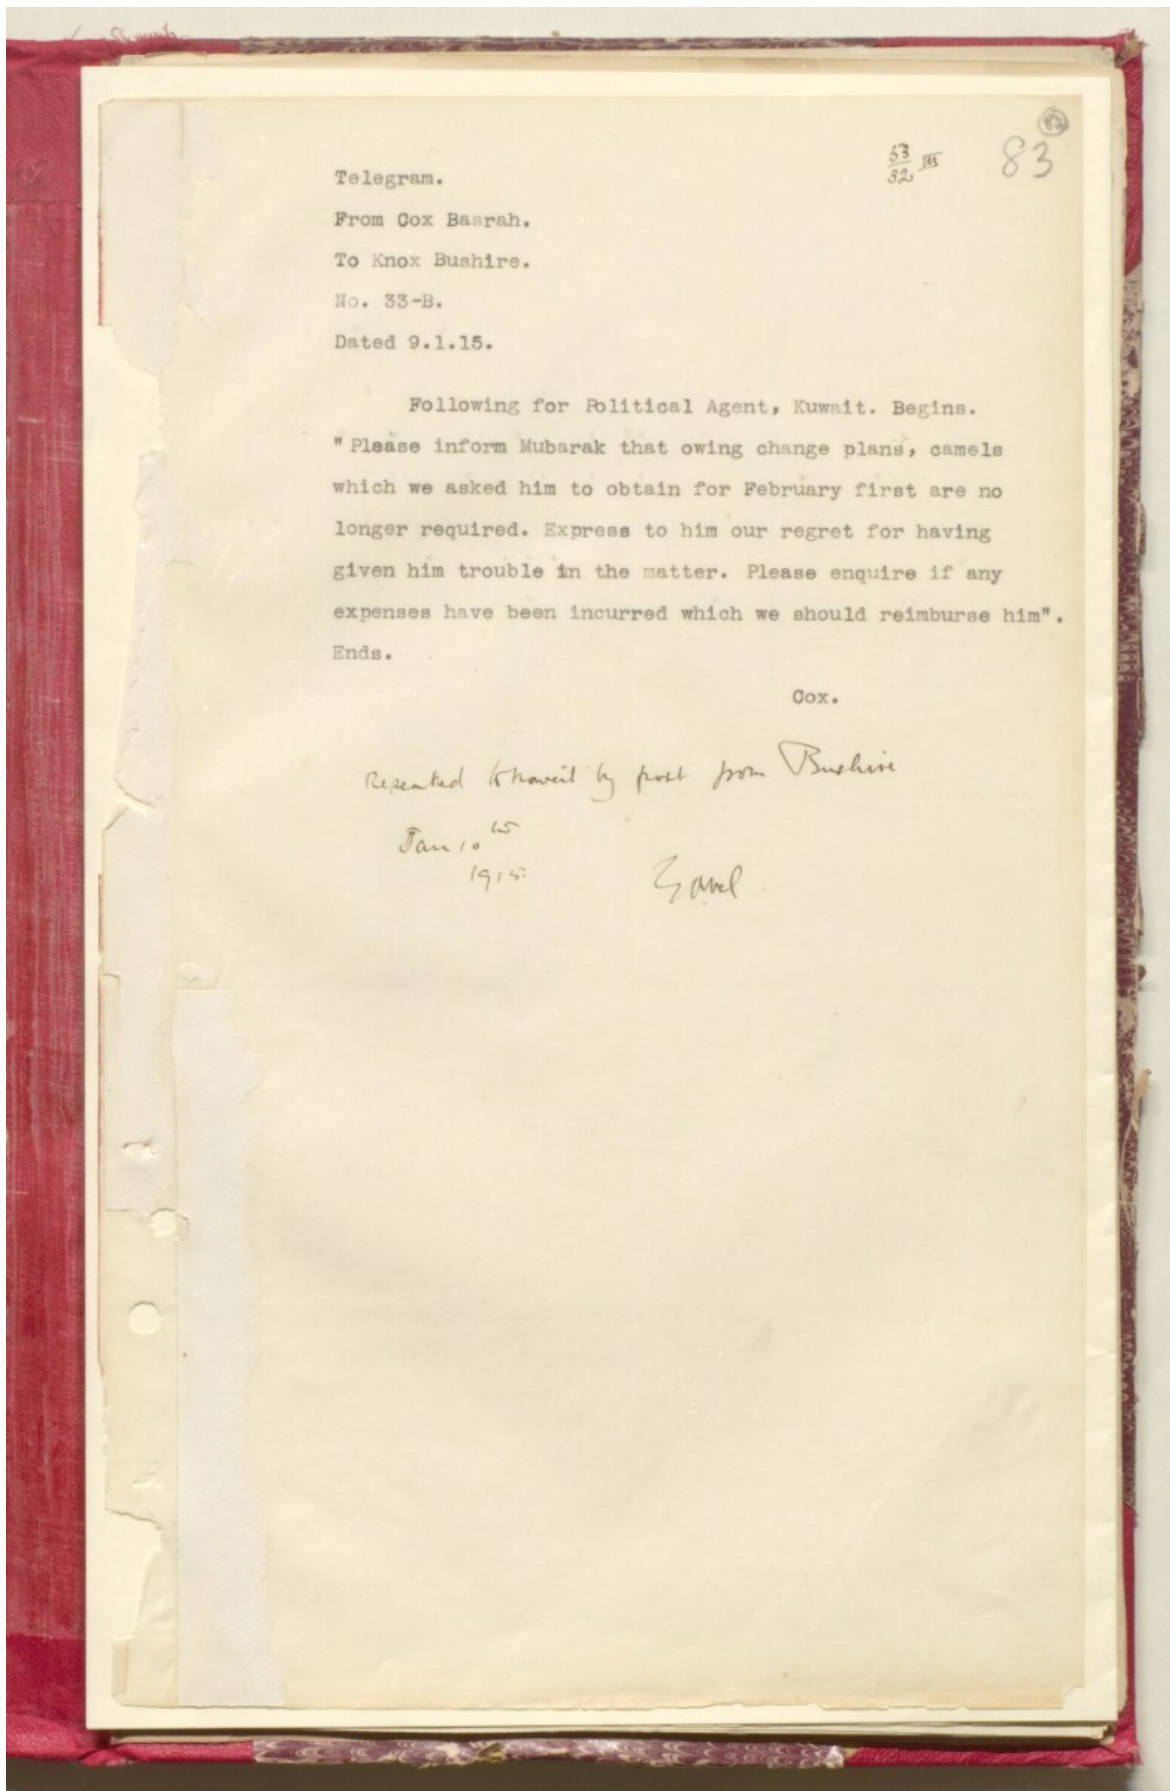 82
83
53
32 III
Telegram.
From Cox Basrah.
To Knox Bushire.
No. 33-B.
Dated 9.1.15.
Following for Political Agent, Kuwait. Begins.
"Please inform Mubarak that owing change plans, camels
which we asked him to obtain for February first are no
longer required. Express to him our regret for having
given him trouble in the matter. Please enquire if any
expenses have been incurred which we should reimburse him".
Ends.
Cox.
Repeated to Koweit by post from Bushire
Jan 10th
1915